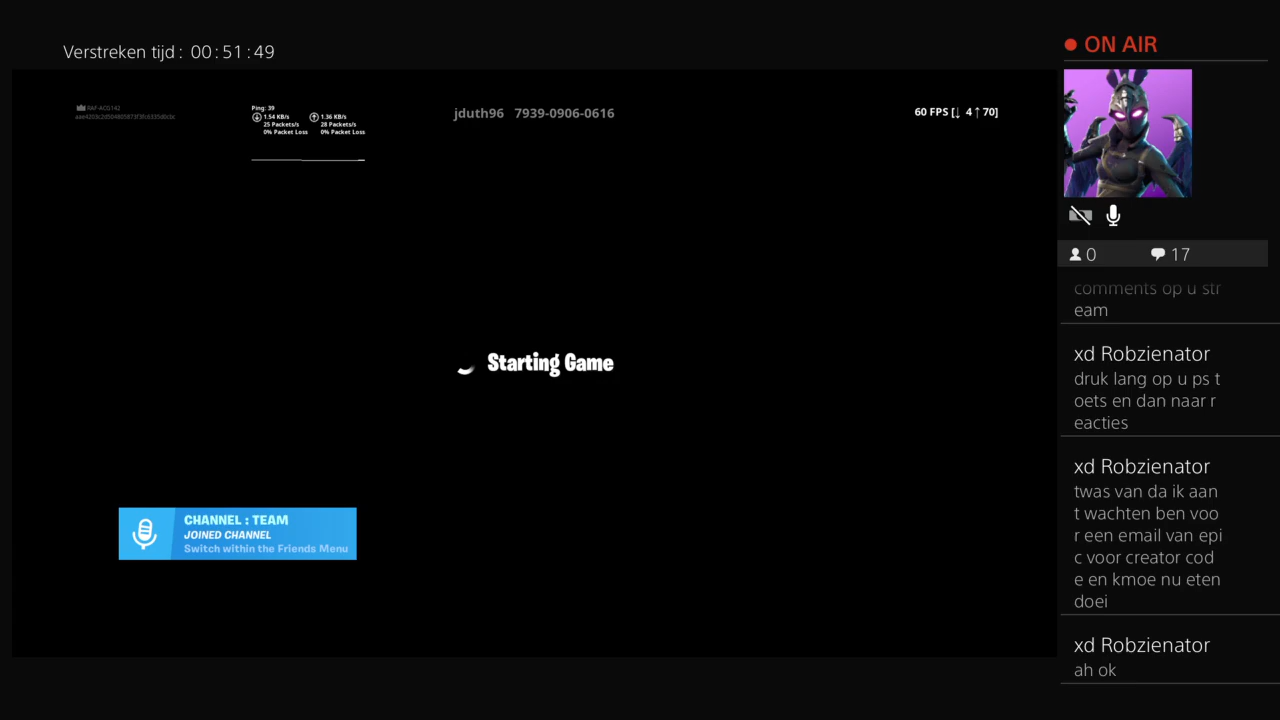 Verstreken tijd: 00:51:49
ON AIR
RAF-ACG142
Ping: 39
1.54 KB/s
25 Packets/s
0% Packet Loss
1.36 KB/s
28 Packets/s
0% Packet Loss
jduth96 7939-0906-0616
60 FPS [↓ 4 ↑ 70]
Starting Game
CHANNEL : TEAM
JOINED CHANNEL
Switch within the Friends Menu
0 17
comments op u str
eam
xd Robzienator
druk lang op u ps t
oets en dan naar r
eacties
xd Robzienator
twas van da ik aan
t wachten ben voo
r een email van epi
c voor creator cod
e en kmoe nu eten
doei
xd Robzienator
ah ok